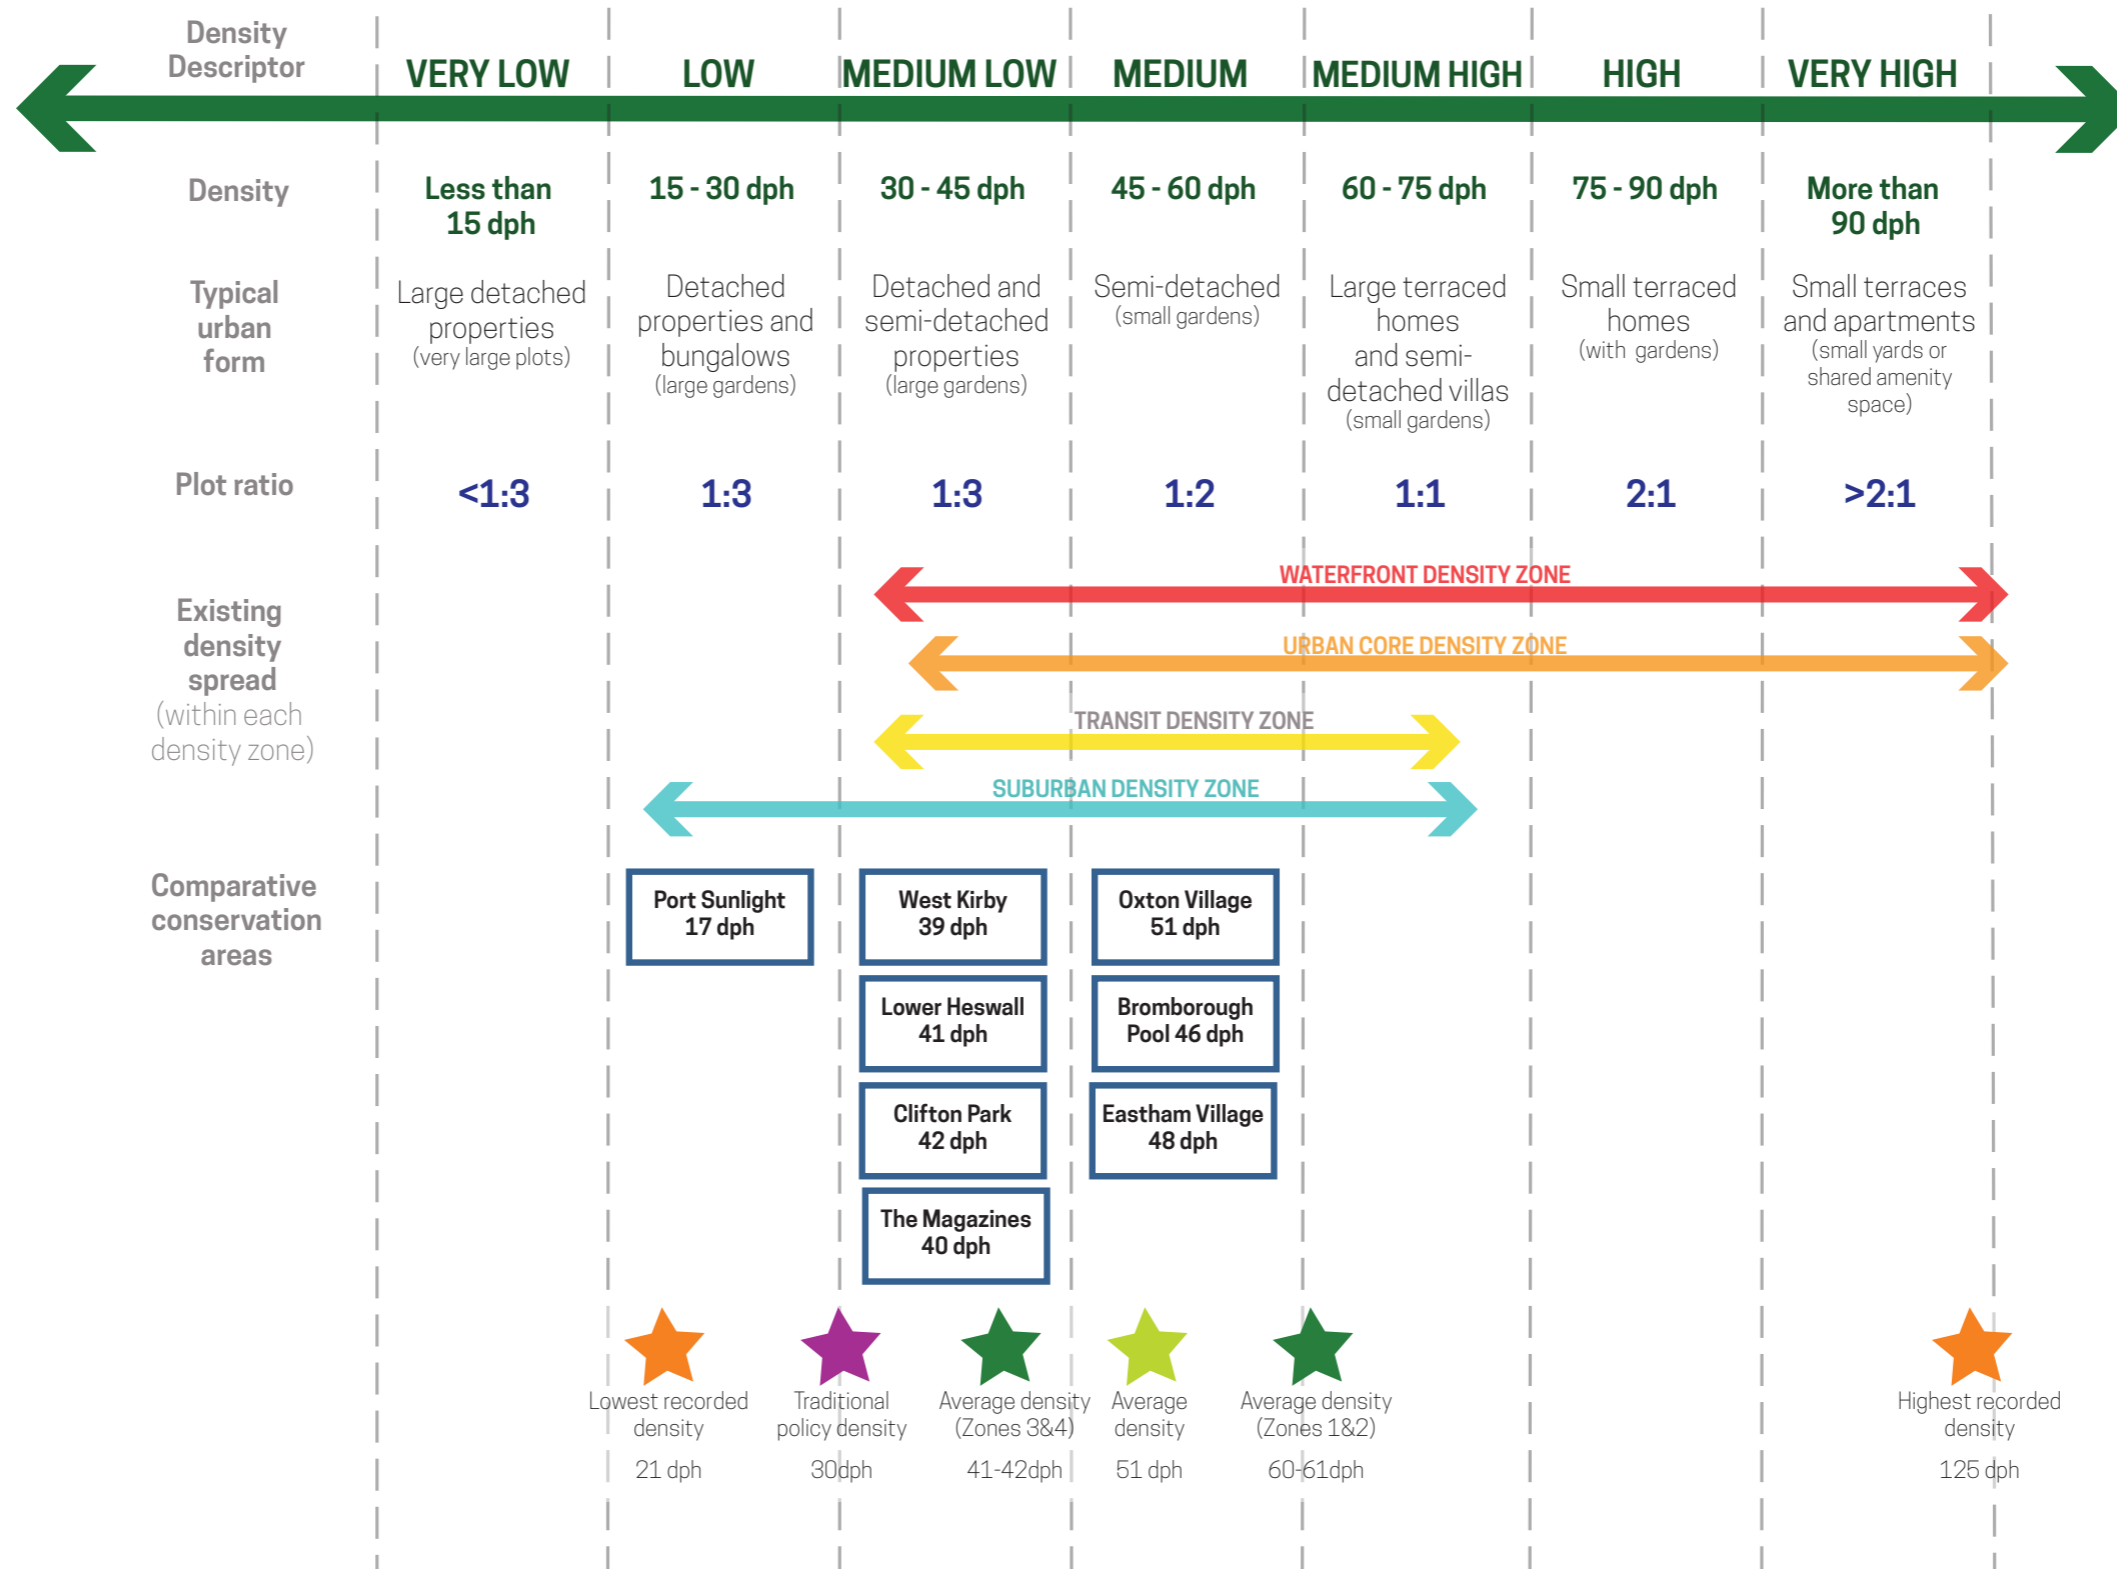 Density
Descriptor
VERY LOW
LOW
MEDIUM LOW
MEDIUM
MEDIUM HIGH
HIGH
VERY HIGH
Density
Less than
15 dph
15 - 30 dph
30 - 45 dph
45 - 60 dph
60 - 75 dph
75 - 90 dph
More than
90 dph
Typical
urban
form
Large detached
properties
(very large plots)
Detached
properties and
bungalows
(large gardens)
Detached and
semi-detached
properties
(large gardens)
Semi-detached
(small gardens)
Large terraced
homes
and semi-
detached villas
(small gardens)
Small terraced
homes
(with gardens)
Small terraces
and apartments
(small yards or
shared amenity
space)
Plot ratio
<1:3
1:3
1:3
1:2
1:1
2:1
>2:1
Existing
density
spread
(within each
density zone)
WATERFRONT DENSITY ZONE
URBAN CORE DENSITY ZONE
TRANSIT DENSITY ZONE
SUBURBAN DENSITY ZONE
Comparative
conservation
areas
Port Sunlight
17 dph
West Kirby
39 dph
Oxton Village
51 dph
Lower Heswall
41 dph
Bromborough
Pool 46 dph
Clifton Park
42 dph
Eastham Village
48 dph
The Magazines
40 dph
Lowest recorded
density
21 dph
Traditional
policy density
30dph
Average density
(Zones 3&4)
41-42dph
Average
density
51 dph
Average density
(Zones 1&2)
60-61dph
Highest recorded
density
125 dph